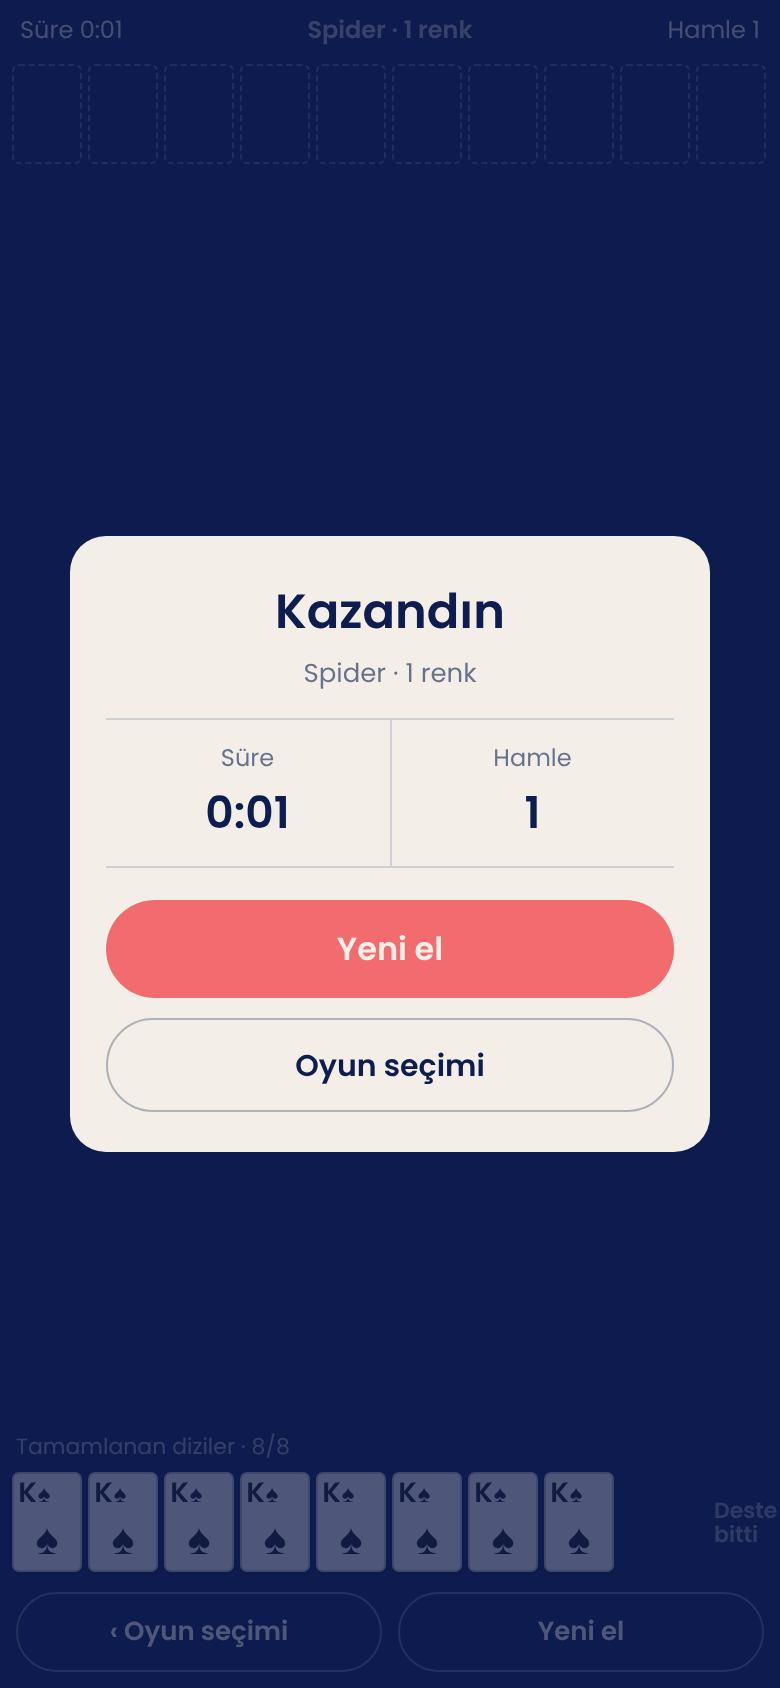 Süre 0:01 Spider · 1 renk Hamle 1
Kazandın
Spider · 1 renk
Süre Hamle
0:01 1
Yeni el
Oyun seçimi
Tamamlanan diziler · 8/8
K♠ K♠ K♠ K♠ K♠ K♠ K♠ K♠
Deste
bitti
‹ Oyun seçimi Yeni el